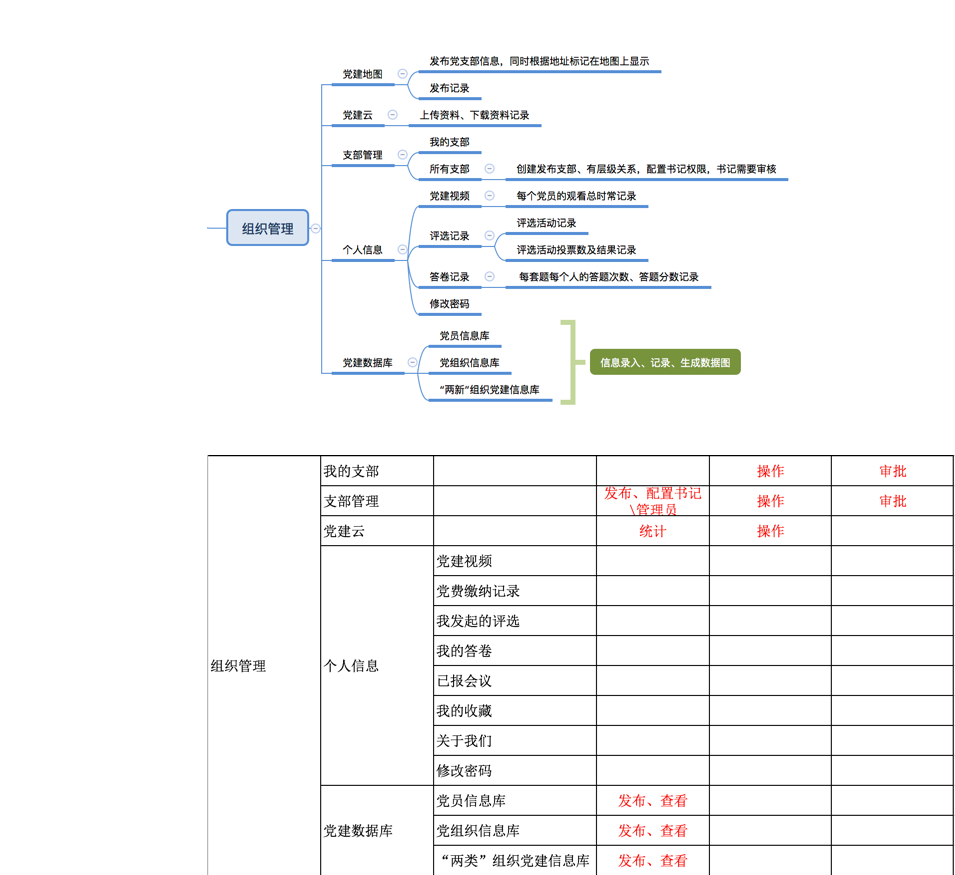 发布党支部信息，同时根据地址标记在地图上显示
党建地图
发布记录
党建云
上传资料、下载资料记录
我的支部
支部管理
所有支部
创建发布支部、有层级关系，配置书记权限，书记需要审核
党建视频
每个党员的观看总时常记录
评选活动记录
组织管理
评选记录
个人信息
评选活动投票数及结果记录
答卷记录
每套题每个人的答题次数、答题分数记录
修改密码
党员信息库
党建数据库
党组织信息库
信息录入、记录、生成数据图
“两新”组织党建信息库
我的支部 操作 审批
支部管理 发布、配置书记
\管理员 操作 审批
党建云 统计 操作
党建视频
党费缴纳记录
我发起的评选
我的答卷
组织管理 个人信息
已报会议
我的收藏
关于我们
修改密码
党员信息库 发布、查看
党建数据库 党组织信息库 发布、查看
“两类”组织党建信息库 发布、查看